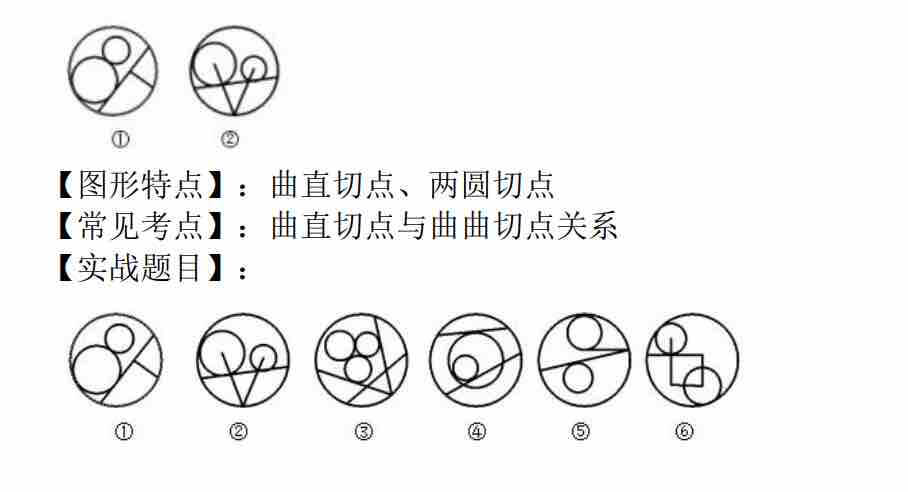 ① ②
【图形特点】:曲直切点、两圆切点
【常见考点】:曲直切点与曲曲切点关系
【实战题目】:
① ② ③ ④ ⑤ ⑥